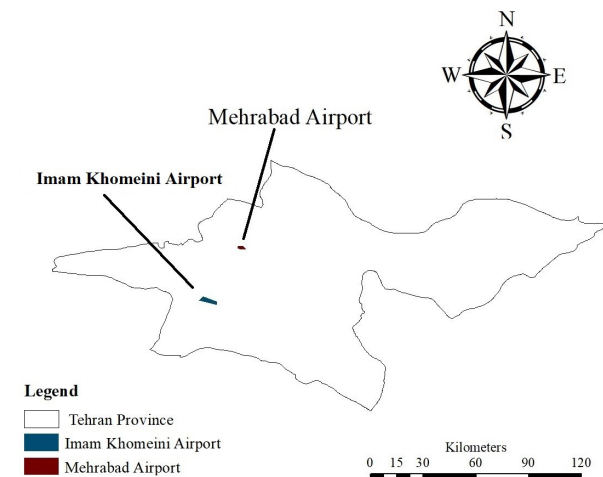 N
W E
S
Mehrabad Airport
Imam Khomeini Airport
Legend
Tehran Province
Imam Khomeini Airport
Mehrabad Airport
Kilometers
0 15 30 60 90 120